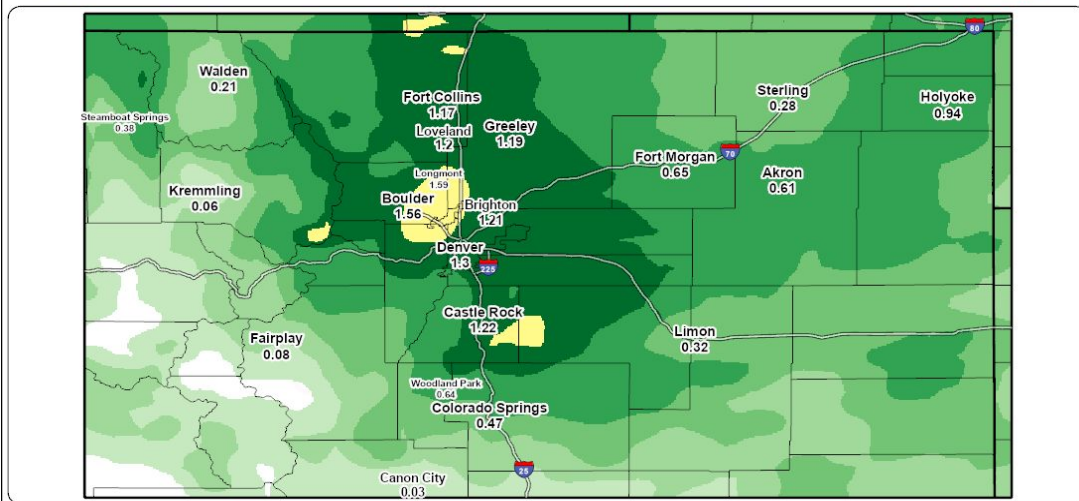 80
Walden
0.21
Steamboat Springs
0.38
Fort Collins
1.17
Loveland
1.2
Greeley
1.19
Sterling
0.28
Holyoke
0.94
Fort Morgan
0.65
76
Akron
0.61
Kremmling
0.06
Longmont
1.59
Boulder
1.56
Brighton
1.21
Denver
1.3
225
Castle Rock
1.22
Fairplay
0.08
Limon
0.32
Woodland Park
0.64
Colorado Springs
0.47
25
Canon City
0.03